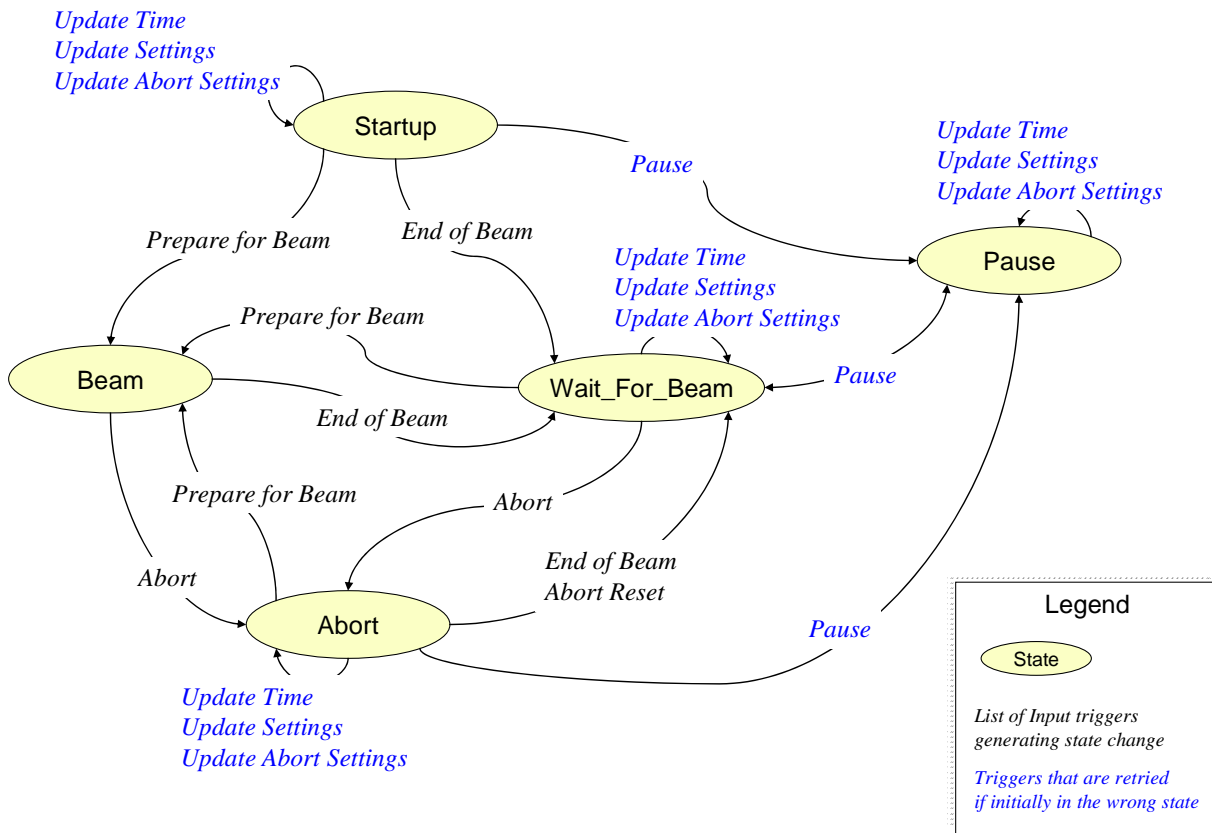 Update Time
Update Settings
Update Abort Settings
Startup
Pause
Update Time
Update Settings
Update Abort Settings
Pause
Prepare for Beam
End of Beam
Update Time
Update Settings
Update Abort Settings
Prepare for Beam
Beam
Wait_For_Beam
Pause
End of Beam
Prepare for Beam
Abort
Abort
End of Beam
Abort Reset
Abort
Pause
Update Time
Update Settings
Update Abort Settings
Legend
State
List of Input triggers
generating state change
Triggers that are retried
if initially in the wrong state